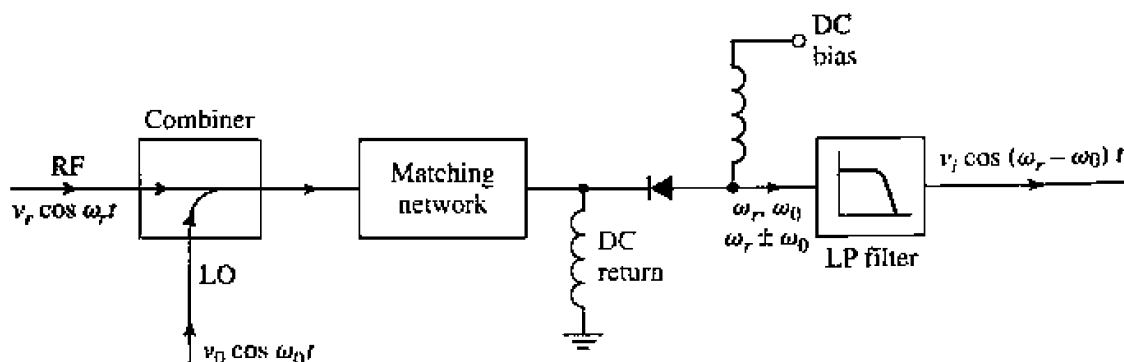 DC
bias
Combiner
RF
v_r cos ω_r t
Matching
network
ω_r, ω_0
ω_r ± ω_0
v_i cos (ω_r − ω_0) t
LP filter
DC
return
LO
v_0 cos ω_0 t